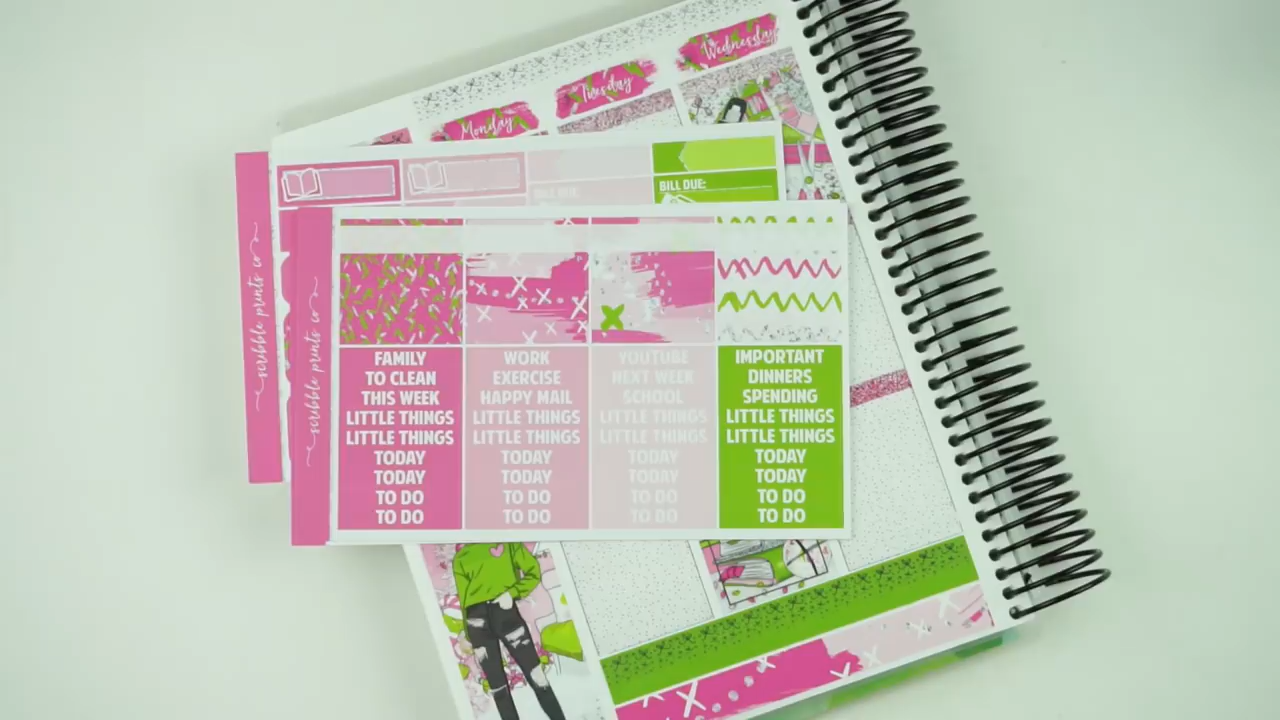 Wednesday
Tuesday
Monday
BILL DUE:
BILL DUE:
scribble prints co
scribble prints co
FAMILY
TO CLEAN
THIS WEEK
LITTLE THINGS
LITTLE THINGS
TODAY
TODAY
TO DO
TO DO
WORK
EXERCISE
HAPPY MAIL
LITTLE THINGS
LITTLE THINGS
TODAY
TODAY
TO DO
TO DO
YOUTUBE
NEXT WEEK
SCHOOL
LITTLE THINGS
LITTLE THINGS
TODAY
TODAY
TO DO
TO DO
IMPORTANT
DINNERS
SPENDING
LITTLE THINGS
LITTLE THINGS
TODAY
TODAY
TO DO
TO DO